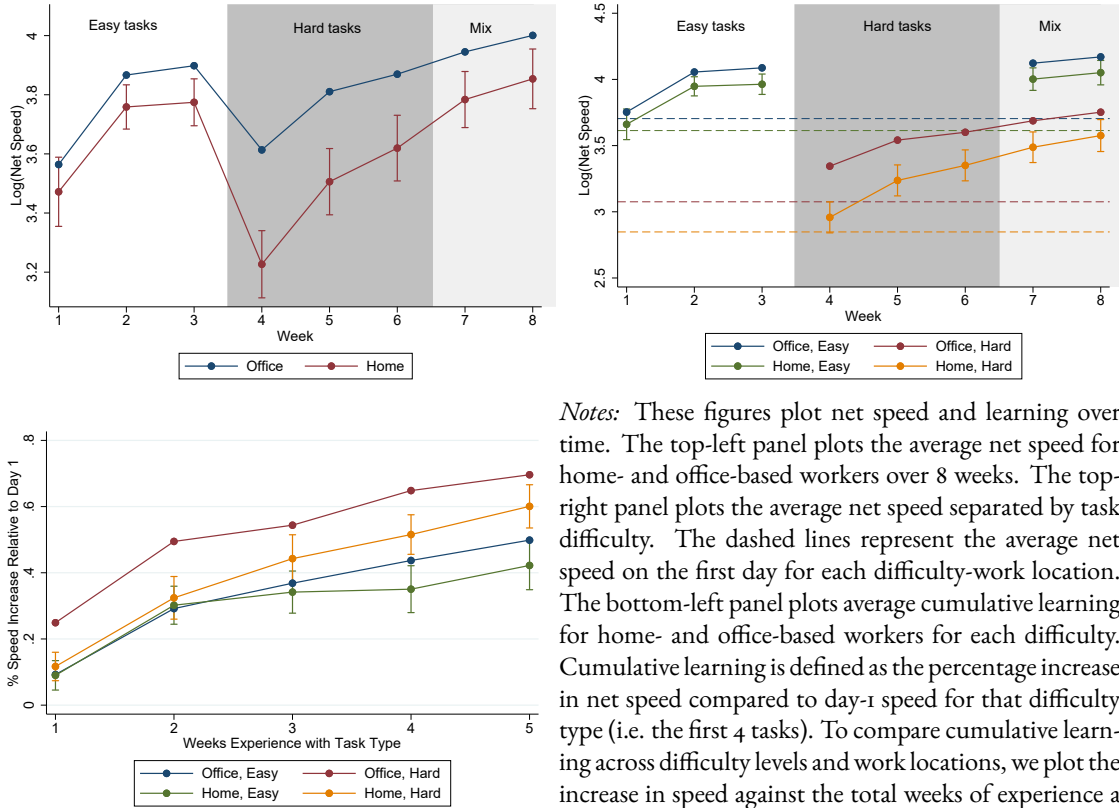 Easy tasks
Hard tasks
Mix
Log(Net Speed)
4
3.8
3.6
3.4
3.2
1 2 3 4 5 6 7 8
Week
Office Home
Easy tasks
Hard tasks
Mix
Log(Net Speed)
4.5
4
3.5
3
2.5
1 2 3 4 5 6 7 8
Week
Office, Easy Office, Hard
Home, Easy Home, Hard
% Speed Increase Relative to Day 1
.8
.6
.4
.2
0
1 2 3 4 5
Weeks Experience with Task Type
Office, Easy Office, Hard
Home, Easy Home, Hard
Notes: These figures plot net speed and learning over
time. The top-left panel plots the average net speed for
home- and office-based workers over 8 weeks. The top-
right panel plots the average net speed separated by task
difficulty. The dashed lines represent the average net
speed on the first day for each difficulty-work location.
The bottom-left panel plots average cumulative learning
for home- and office-based workers for each difficulty.
Cumulative learning is defined as the percentage increase
in net speed compared to day-1 speed for that difficulty
type (i.e. the first 4 tasks). To compare cumulative learn-
ing across difficulty levels and work locations, we plot the
increase in speed against the total weeks of experience a